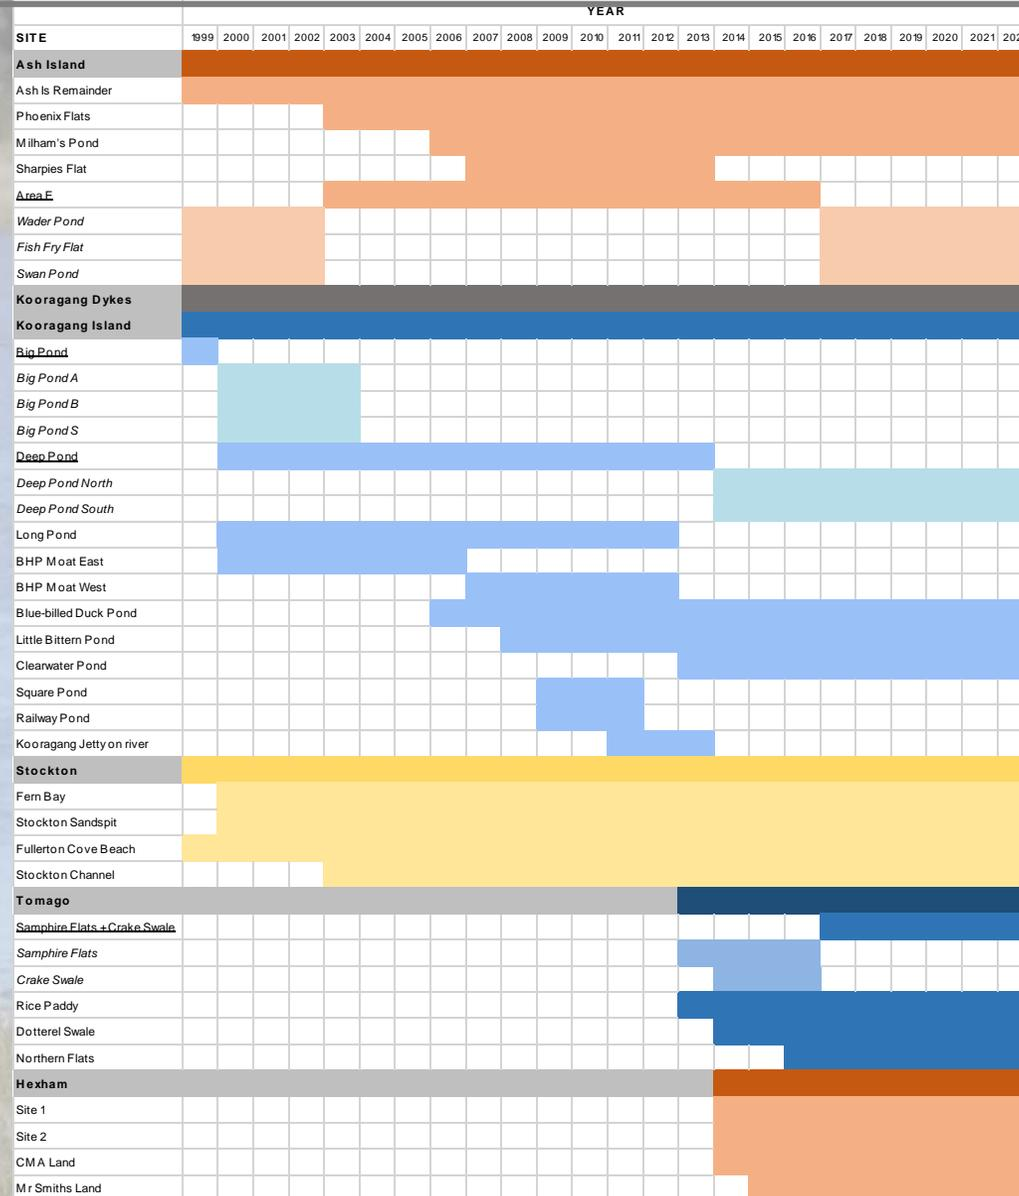 YEAR
SITE 1999 2000 2001 2002 2003 2004 2005 2006 2007 2008 2009 2010 2011 2012 2013 2014 2015 2016 2017 2018 2019 2020 2021 202
Ash Island
Ash Is Remainder
Phoenix Flats
Milham's Pond
Sharpies Flat
Area E
Wader Pond
Fish Fry Flat
Swan Pond
Kooragang Dykes
Kooragang Island
Big Pond
Big Pond A
Big Pond B
Big Pond S
Deep Pond
Deep Pond North
Deep Pond South
Long Pond
BHP Moat East
BHP Moat West
Blue-billed Duck Pond
Little Bittern Pond
Clearwater Pond
Square Pond
Railway Pond
Kooragang Jetty on river
Stockton
Fern Bay
Stockton Sandspit
Fullerton Cove Beach
Stockton Channel
Tomago
Samphire Flats +Crake Swale
Samphire Flats
Crake Swale
Rice Paddy
Dotterel Swale
Northern Flats
Hexham
Site 1
Site 2
CMA Land
Mr Smiths Land